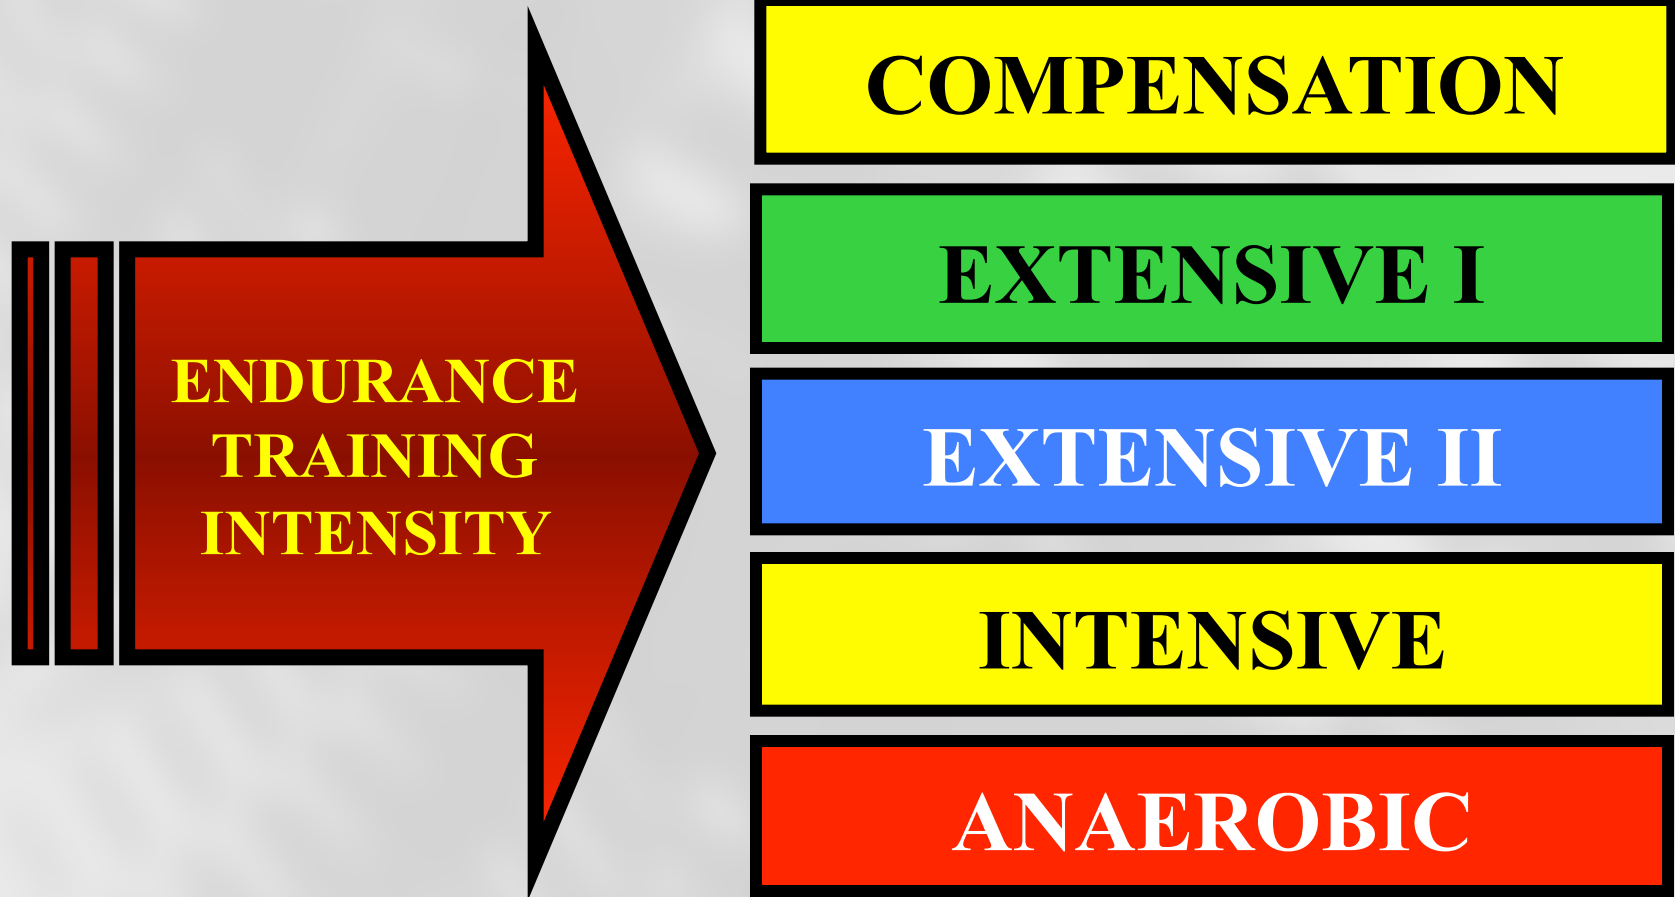 ENDURANCE
TRAINING
INTENSITY
COMPENSATION
EXTENSIVE I
EXTENSIVE II
INTENSIVE
ANAEROBIC